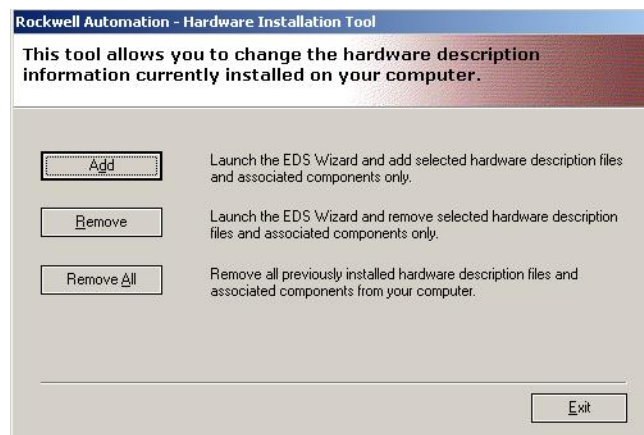 Rockwell Automation - Hardware Installation Tool
This tool allows you to change the hardware description
information currently installed on your computer.
Add
Launch the EDS Wizard and add selected hardware description files
and associated components only.
Remove
Launch the EDS Wizard and remove selected hardware description
files and associated components only.
Remove All
Remove all previously installed hardware description files and
associated components from your computer.
Exit